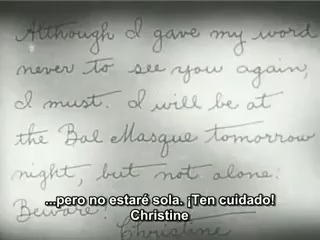 Although I gave my word
never to see you again,
I must. I will be at
the Bal Masque tomorrow
night, but not alone.
Beware!
Christine
...pero no estaré sola. ¡Ten cuidado!
Christine